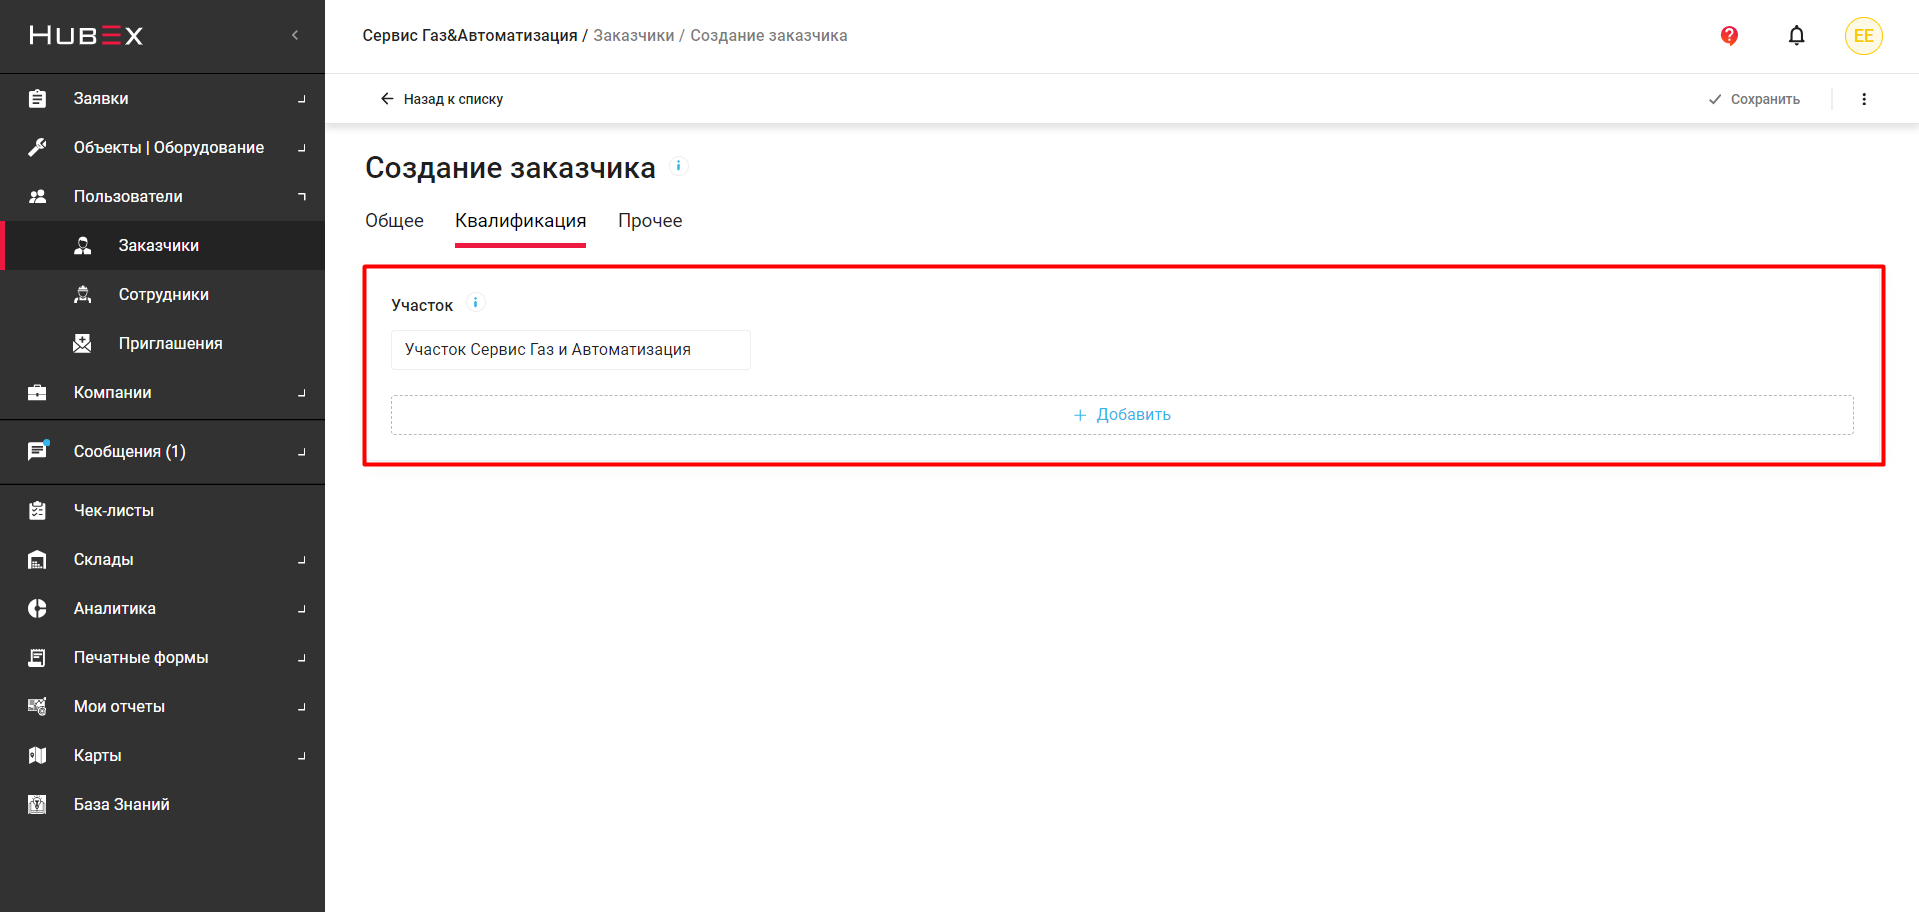 HUBEX
Сервис Газ&Автоматизация / Заказчики / Создание заказчика
EE
Назад к списку
Сохранить
Заявки
Объекты | Оборудование
Пользователи
Заказчики
Сотрудники
Приглашения
Компании
Сообщения (1)
Чек-листы
Склады
Аналитика
Печатные формы
Мои отчеты
Карты
База Знаний
Создание заказчика
Общее Квалификация Прочее
Участок
Участок Сервис Газ и Автоматизация
+ Добавить